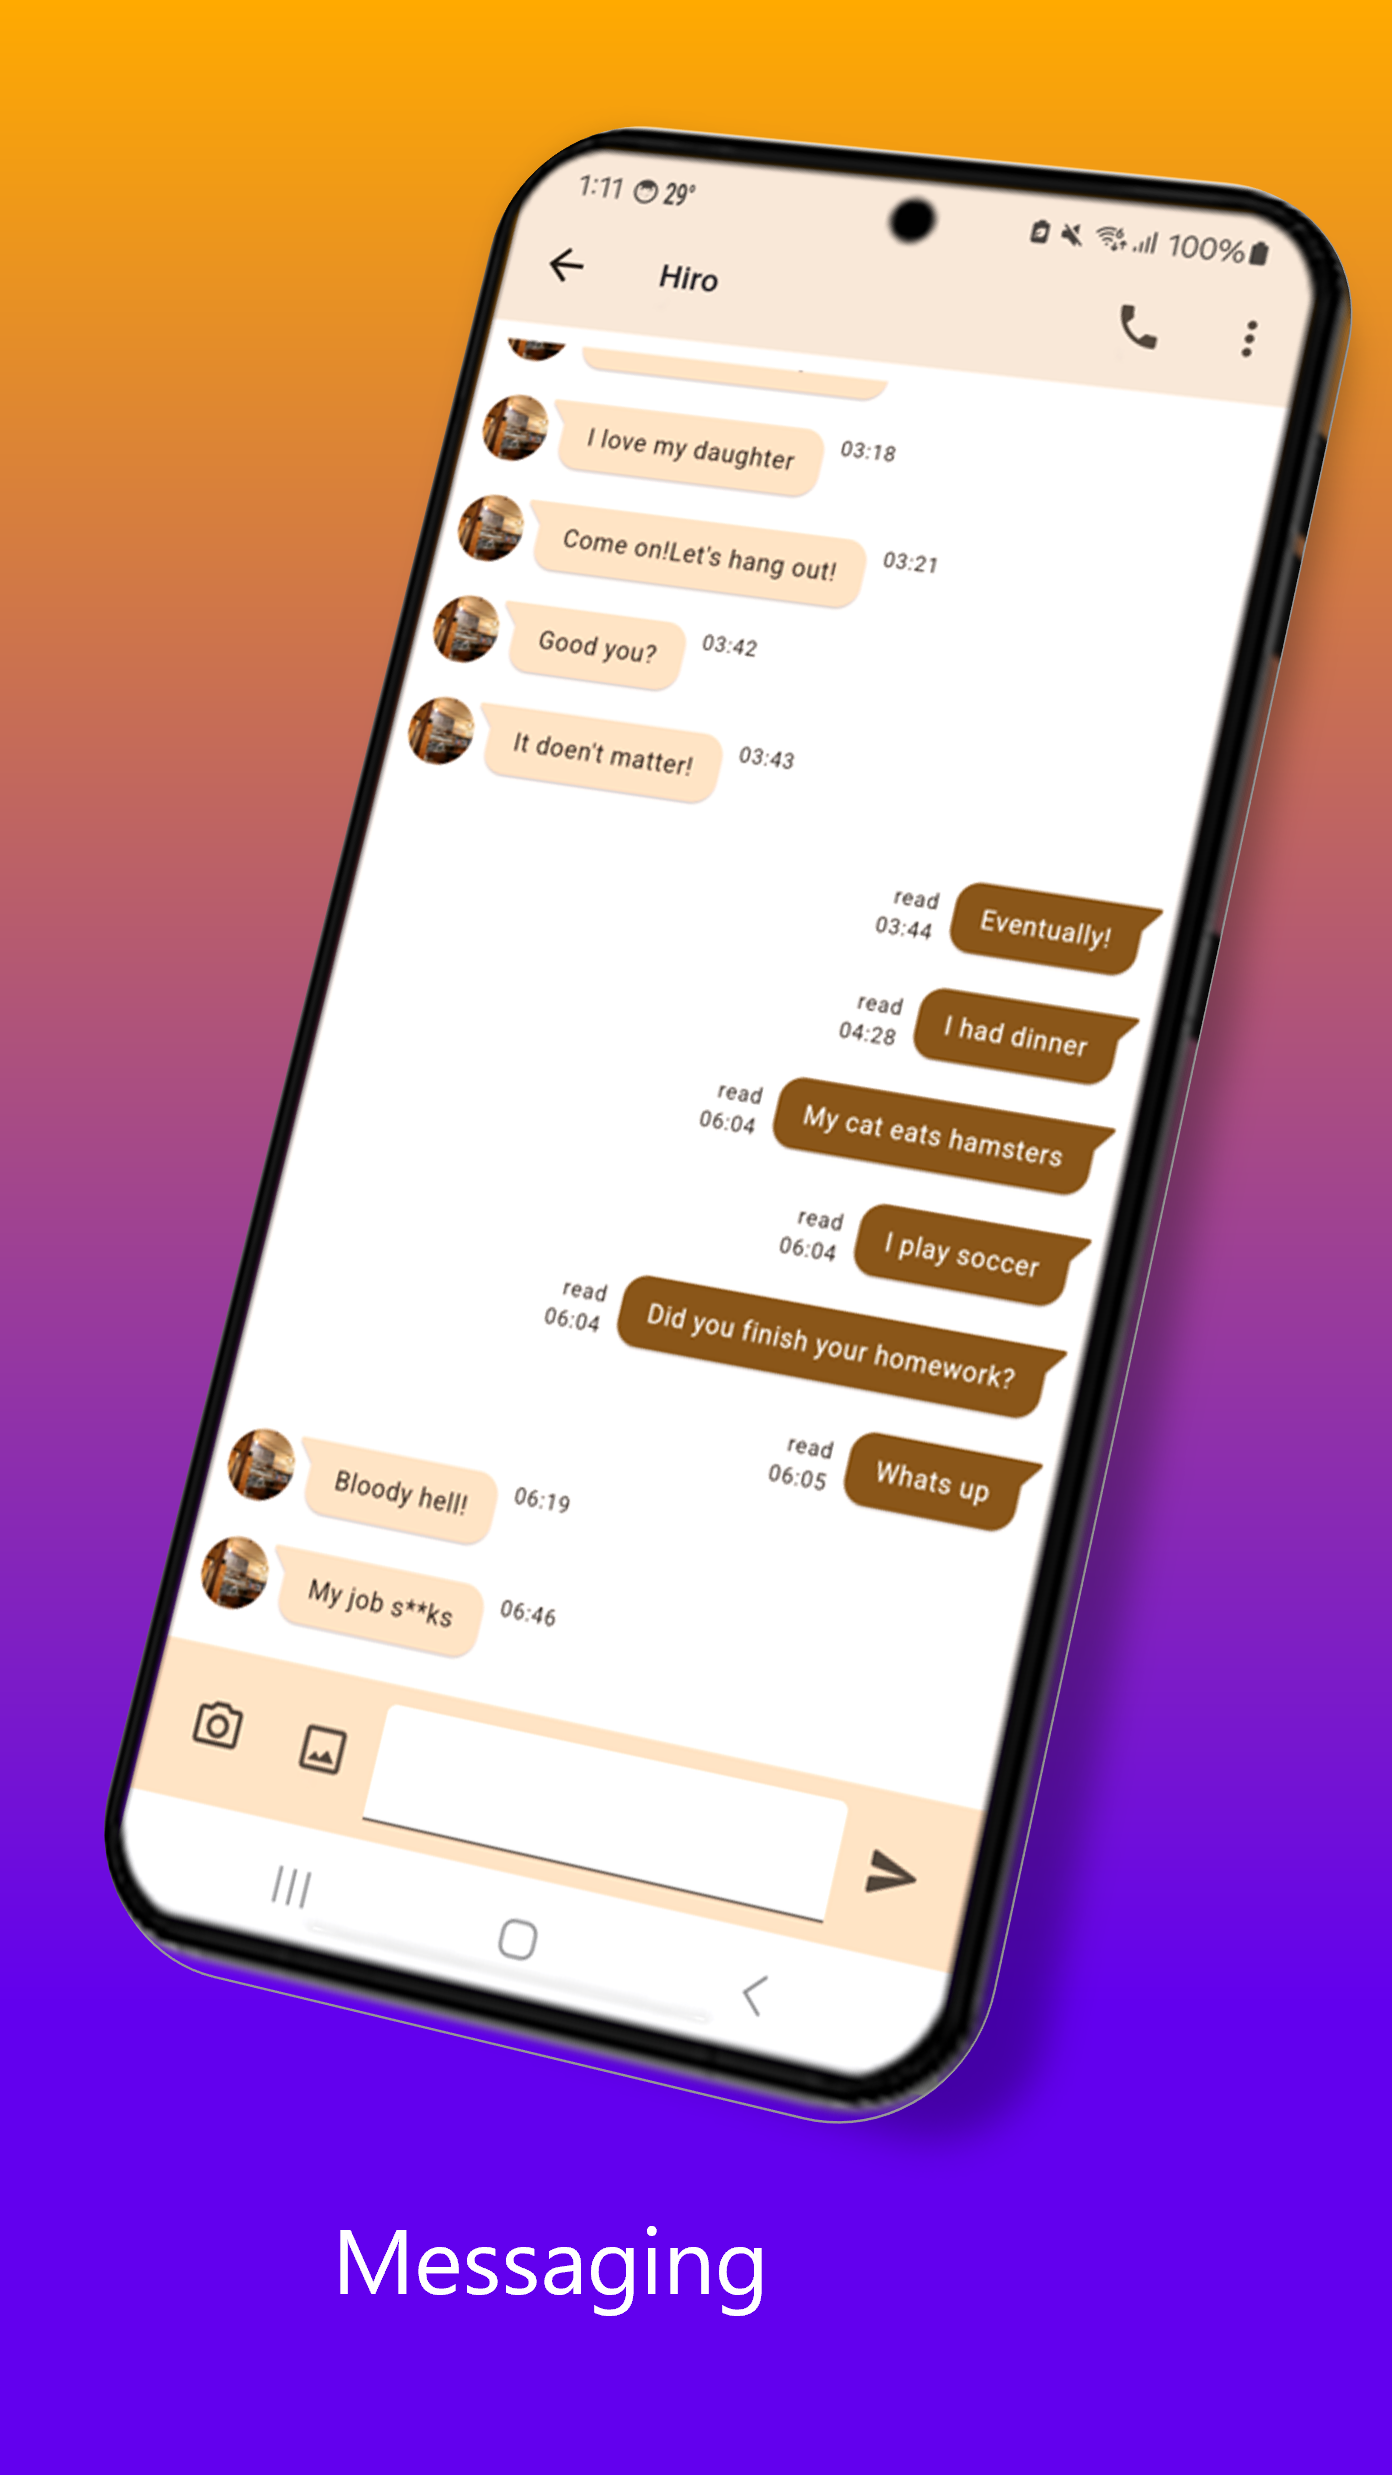 1:11 29°
100%
Hiro
I love my daughter 03:18
Come on!Let's hang out! 03:21
Good you? 03:42
It doen't matter! 03:43
read
03:44 Eventually!
read
04:28 I had dinner
read
06:04 My cat eats hamsters
read
06:04 I play soccer
read
06:04 Did you finish your homework?
read
06:05 Whats up
Bloody hell! 06:19
My job s**ks 06:46
Messaging